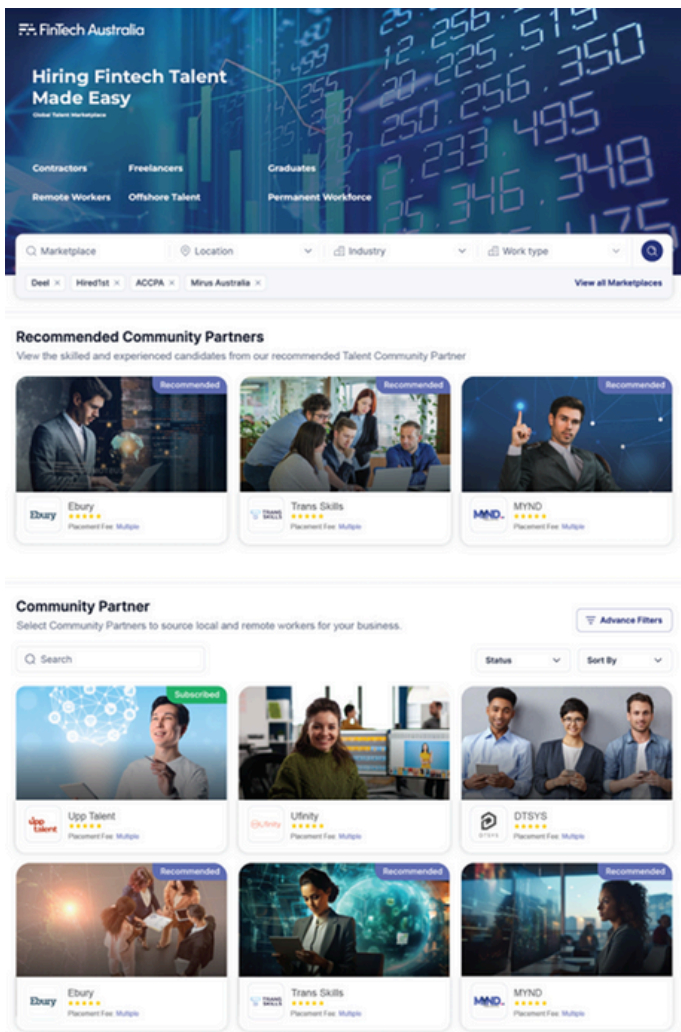 FinTech Australia
Hiring Fintech Talent
Made Easy
Global Talent Marketplace
Contractors Freelancers Graduates
Remote Workers Offshore Talent Permanent Workforce
Marketplace Location Industry Work type
Deel × Hired1st × ACCPA × Mirus Australia × View all Marketplaces
Recommended Community Partners
View the skilled and experienced candidates from our recommended Talent Community Partner
Recommended Recommended Recommended
Ebury Ebury TRANS SKILLS Trans Skills MYND MYND
Placement Fee: Multiple Placement Fee: Multiple Placement Fee: Multiple
Community Partner
Select Community Partners to source local and remote workers for your business.
Advance Filters
Search Status Sort By
Subscribed
upp talent Upp Talent Ufinity Ufinity DTSYS DTSYS
Placement Fee: Multiple Placement Fee: Multiple Placement Fee: Multiple
Recommended Recommended Recommended
Ebury Ebury TRANS SKILLS Trans Skills MYND MYND
Placement Fee: Multiple Placement Fee: Multiple Placement Fee: Multiple